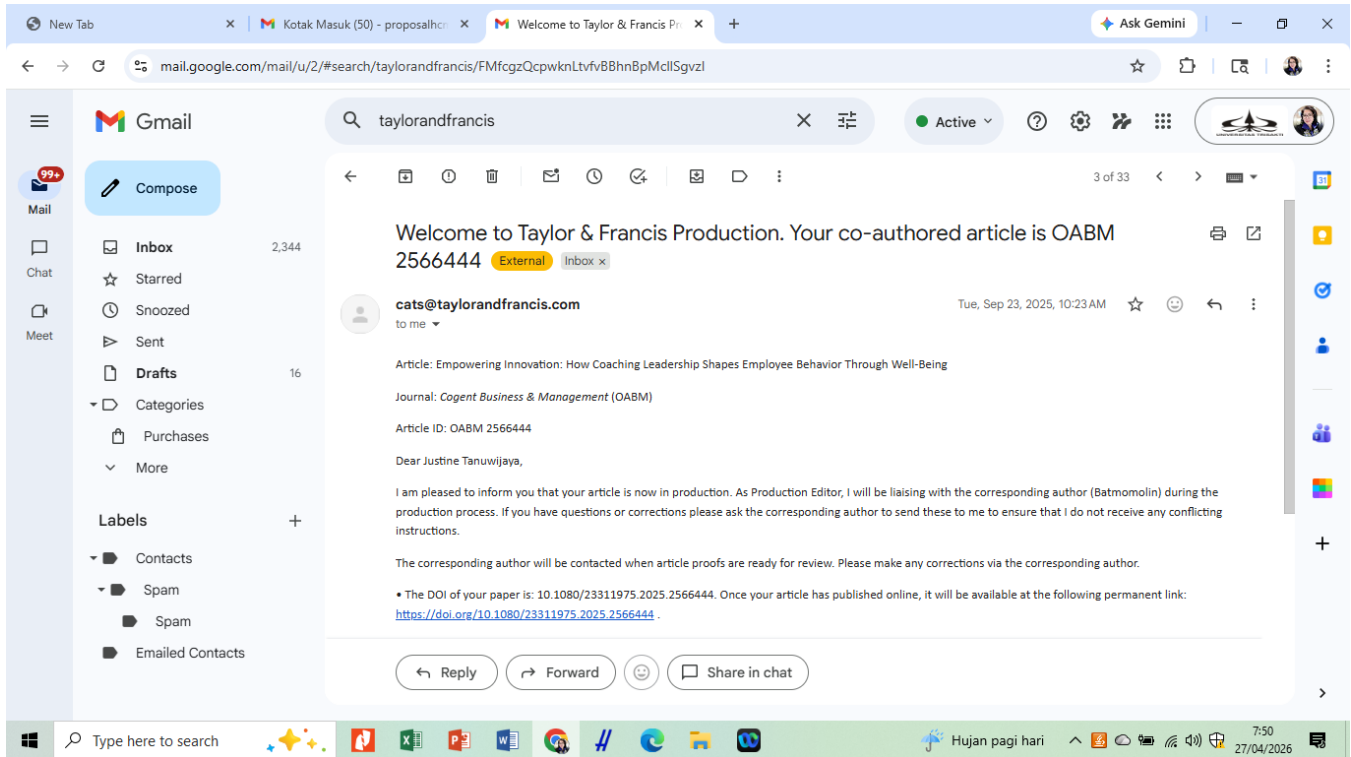 New Tab
Kotak Masuk (50) - proposalhcr
Welcome to Taylor & Francis Pr
Ask Gemini
mail.google.com/mail/u/2/#search/taylorandfrancis/FMfcgzQcpwknLtvfvBBhnBpMcllSgvzl
Gmail
taylorandfrancis
Active
99+
Mail
Chat
Meet
Compose
Inbox 2,344
Starred
Snoozed
Sent
Drafts 16
Categories
Purchases
More
Labels
Contacts
Spam
Spam
Emailed Contacts
3 of 33
31
Welcome to Taylor & Francis Production. Your co-authored article is OABM
2566444 External Inbox x
cats@taylorandfrancis.com
Tue, Sep 23, 2025, 10:23 AM
to me
Article: Empowering Innovation: How Coaching Leadership Shapes Employee Behavior Through Well-Being
Journal: Cogent Business & Management (OABM)
Article ID: OABM 2566444
Dear Justine Tanuwijaya,
I am pleased to inform you that your article is now in production. As Production Editor, I will be liaising with the corresponding author (Batmomolin) during the
production process. If you have questions or corrections please ask the corresponding author to send these to me to ensure that I do not receive any conflicting
instructions.
The corresponding author will be contacted when article proofs are ready for review. Please make any corrections via the corresponding author.
• The DOI of your paper is: 10.1080/23311975.2025.2566444. Once your article has published online, it will be available at the following permanent link:
https://doi.org/10.1080/23311975.2025.2566444 .
Reply
Forward
Share in chat
Type here to search
Hujan pagi hari
7:50
27/04/2026